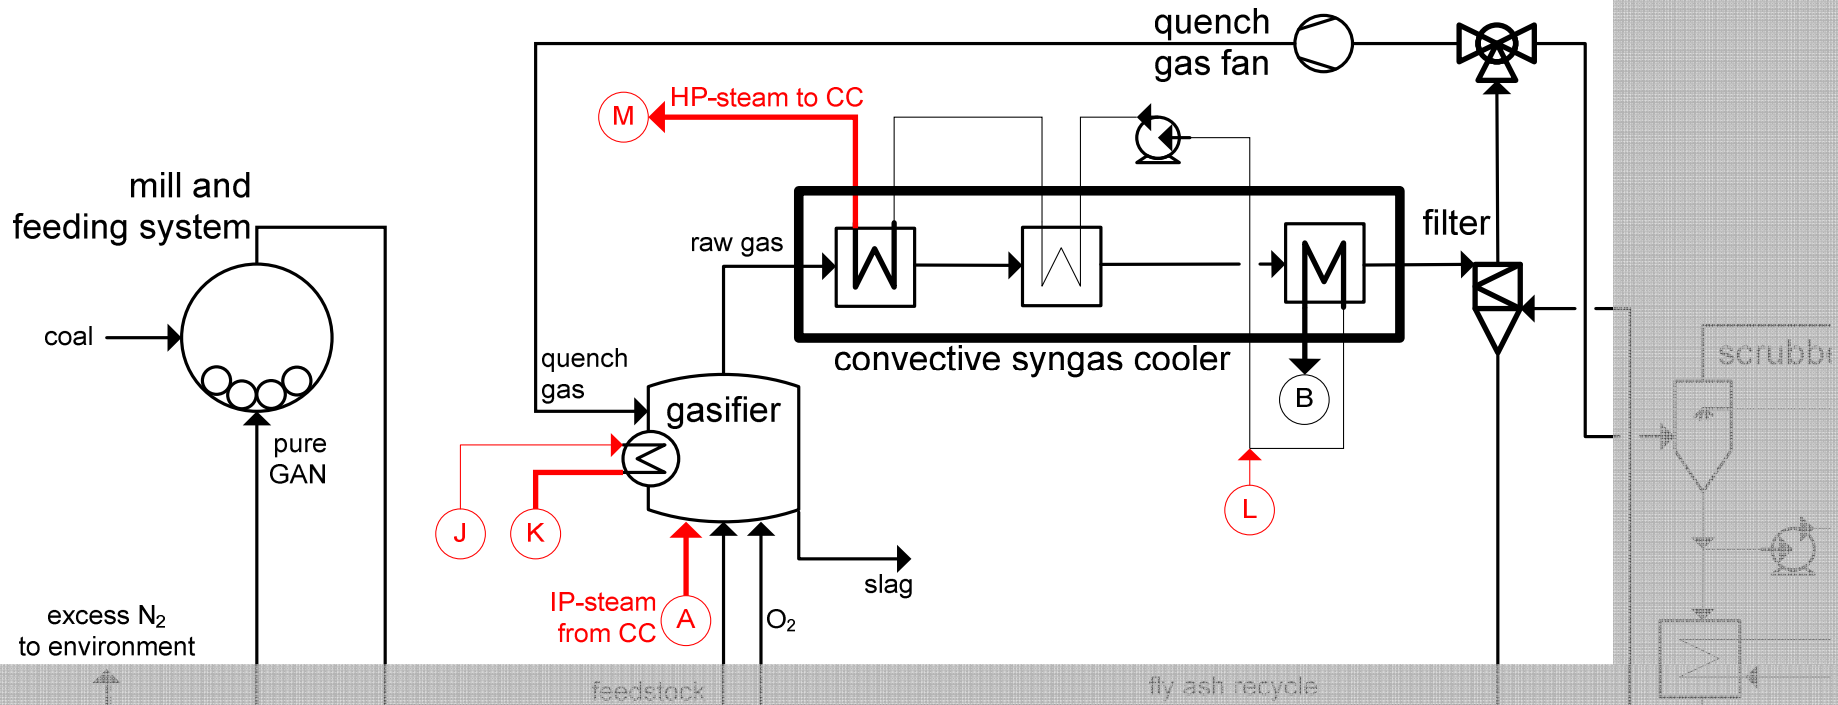 quench
gas fan
HP-steam to CC
M
mill and
feeding system
filter
raw gas
coal
convective syngas cooler
scrubb
quench
gas
gasifier
B
pure
GAN
J
K
L
slag
IP-steam
from CC
A
O₂
excess N₂
to environment
feedstock
fly ash recycle